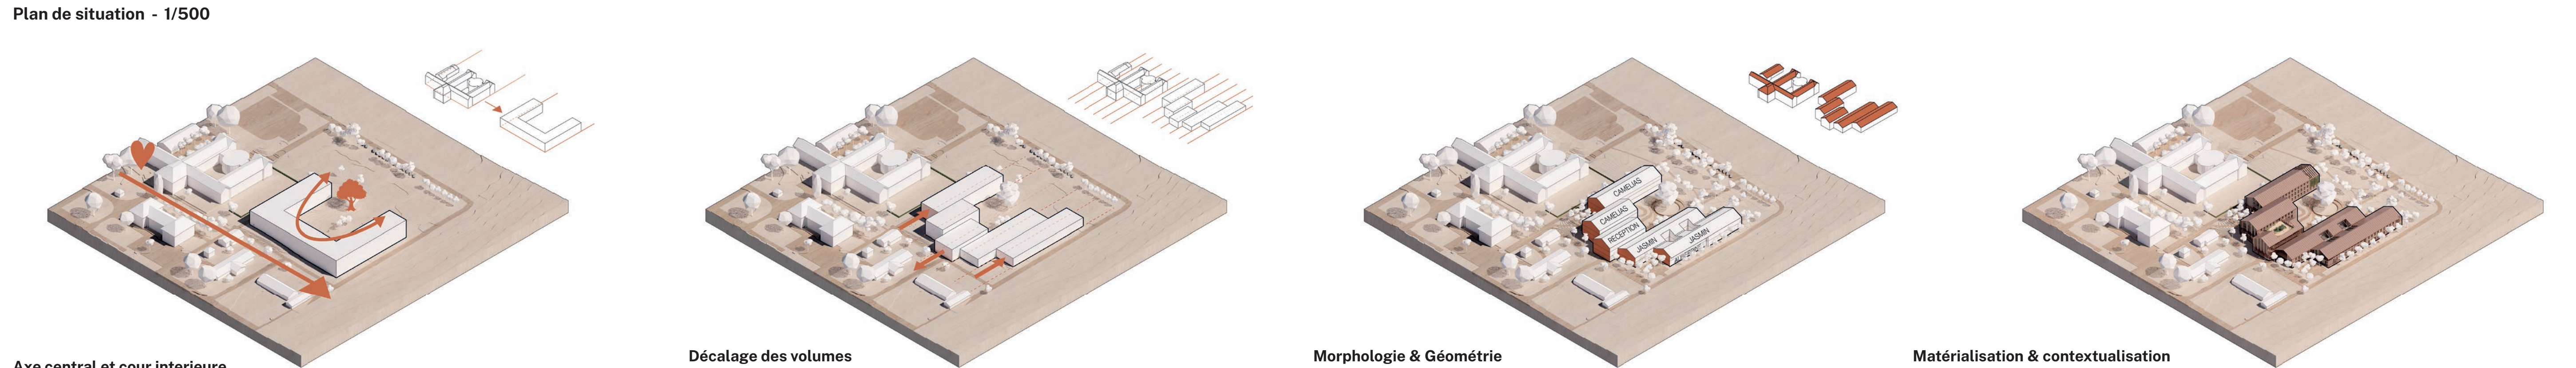 Plan de situation - 1/500
CAMELIAS
CAMELIAS
RECEPTION
JASMIN
JASMIN
Axe central et cour interieure
Décalage des volumes
Morphologie & Géométrie
Matérialisation & contextualisation